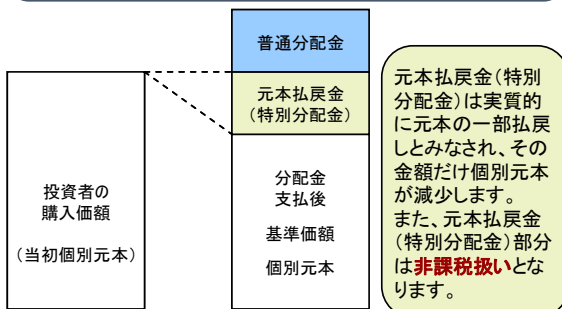 普通分配金
元本払戻金
（特別分配金）
投資者の
購入価額
（当初個別元本）
分配金
支払後
基準価額
個別元本
元本払戻金（特別
分配金）は実質的
に元本の一部払戻
しとみなされ、その
金額だけ個別元本
が減少します。
また、元本払戻金
（特別分配金）部分
は非課税扱いとな
ります。